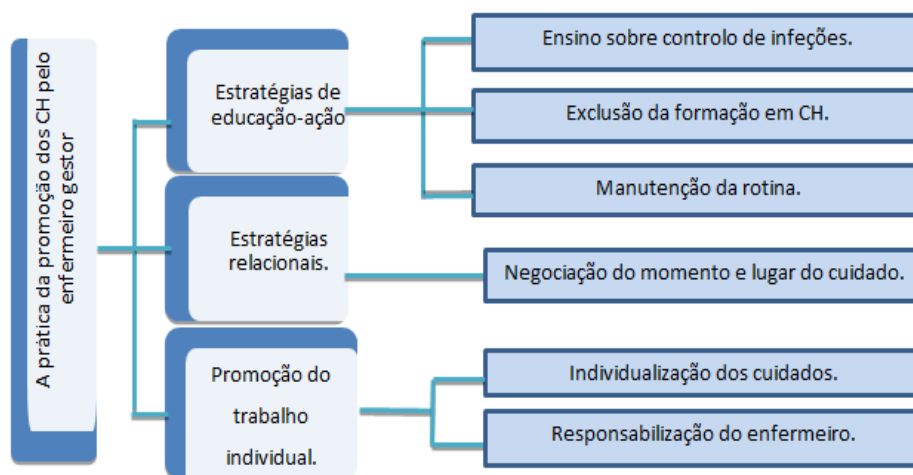 A prática da promoção dos CH pelo
enfermeiro gestor
Estratégias de
educação-ação
Ensino sobre controlo de infeções.
Exclusão da formação em CH.
Manutenção da rotina.
Estratégias
relacionais.
Negociação do momento e lugar do cuidado.
Promoção do
trabalho
individual.
Individualização dos cuidados.
Responsabilização do enfermeiro.